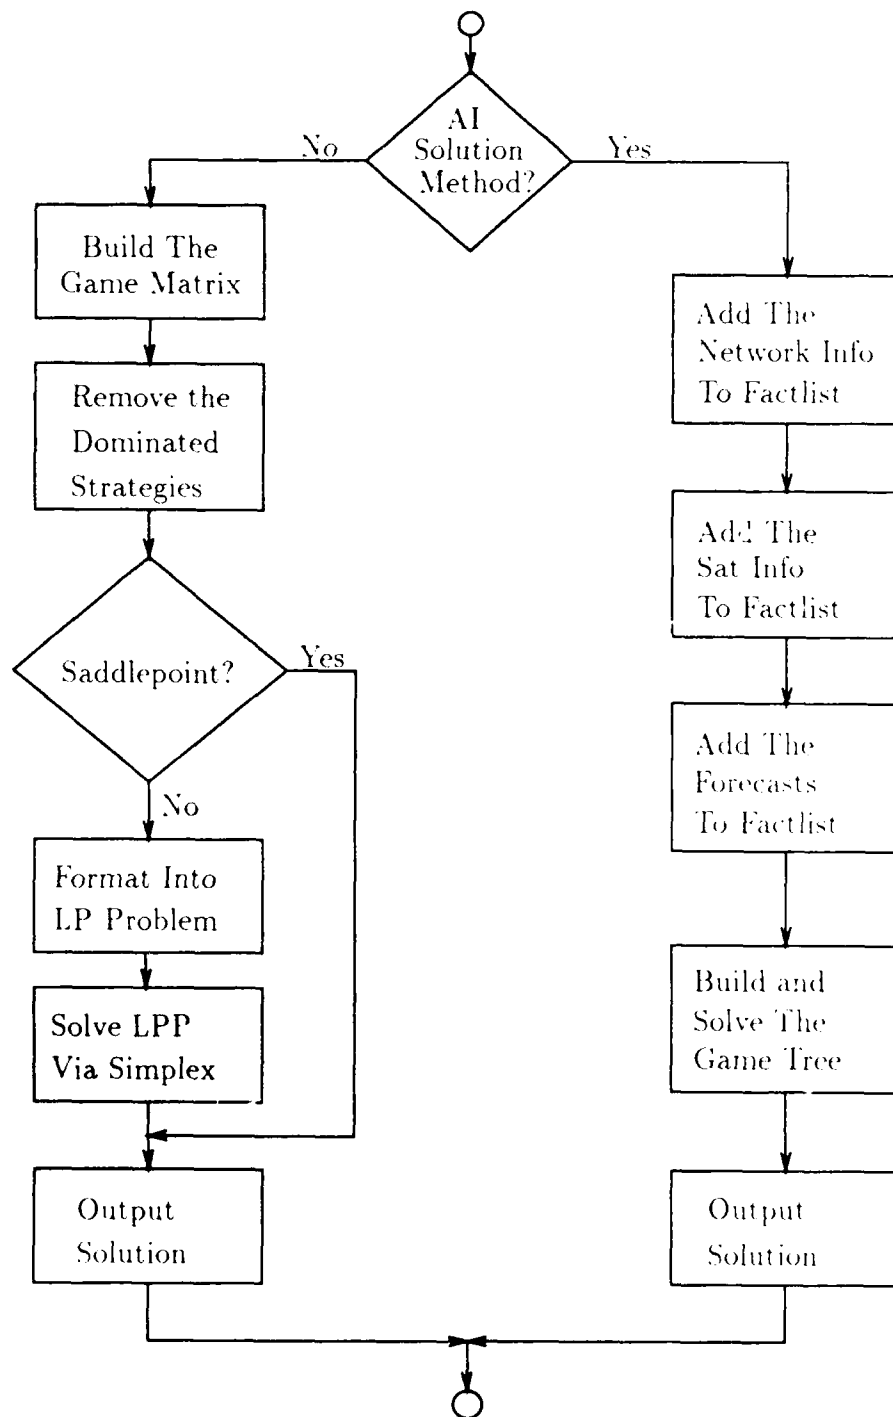 AI
Solution
Method?
No
Yes
Build The
Game Matrix
Remove the
Dominated
Strategies
Saddlepoint?
Yes
No
Format Into
LP Problem
Solve LPP
Via Simplex
Output
Solution
Add The
Network Info
To Factlist
Add The
Sat Info
To Factlist
Add The
Forecasts
To Factlist
Build and
Solve The
Game Tree
Output
Solution